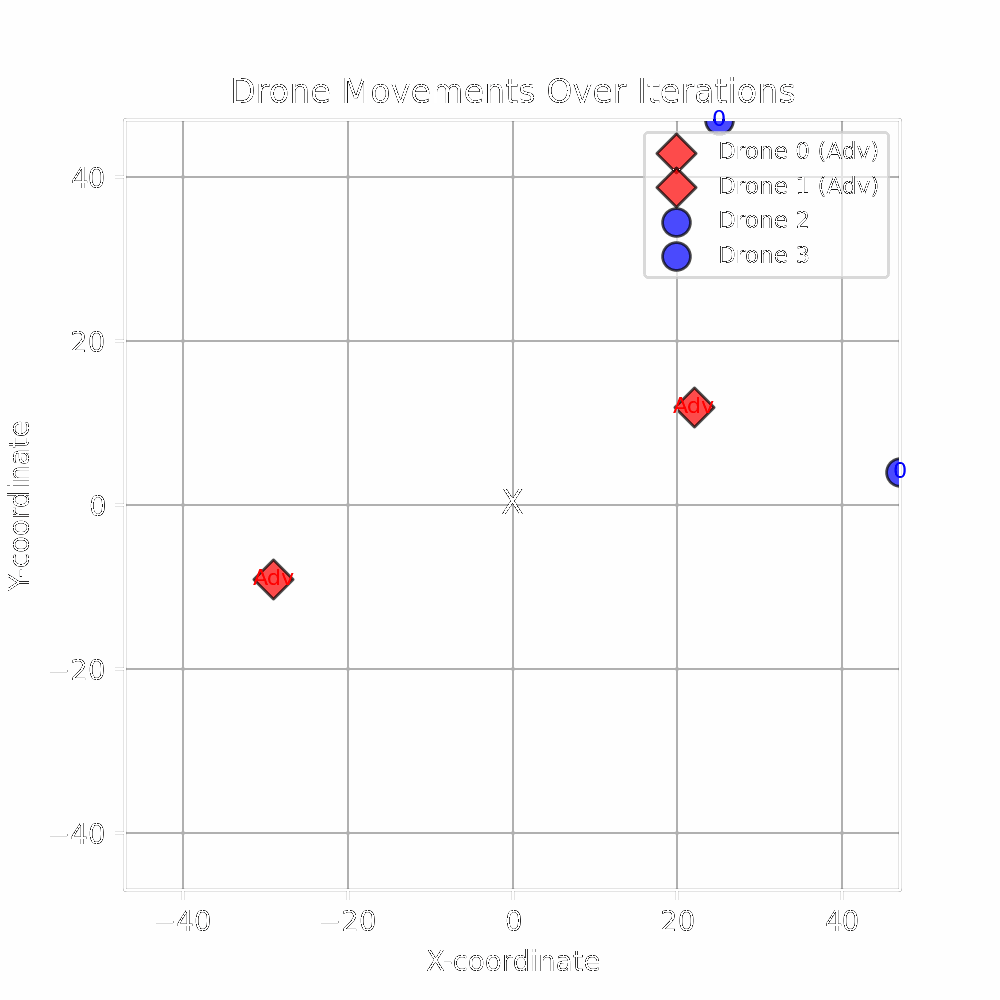 Drone Movements Over Iterations
0
Drone 0 (Adv)
Drone 1 (Adv)
Drone 2
Drone 3
40
20
0
−20
−40
Adv
0
X
Adv
−40
−20
0
20
40
X-coordinate
Y-coordinate